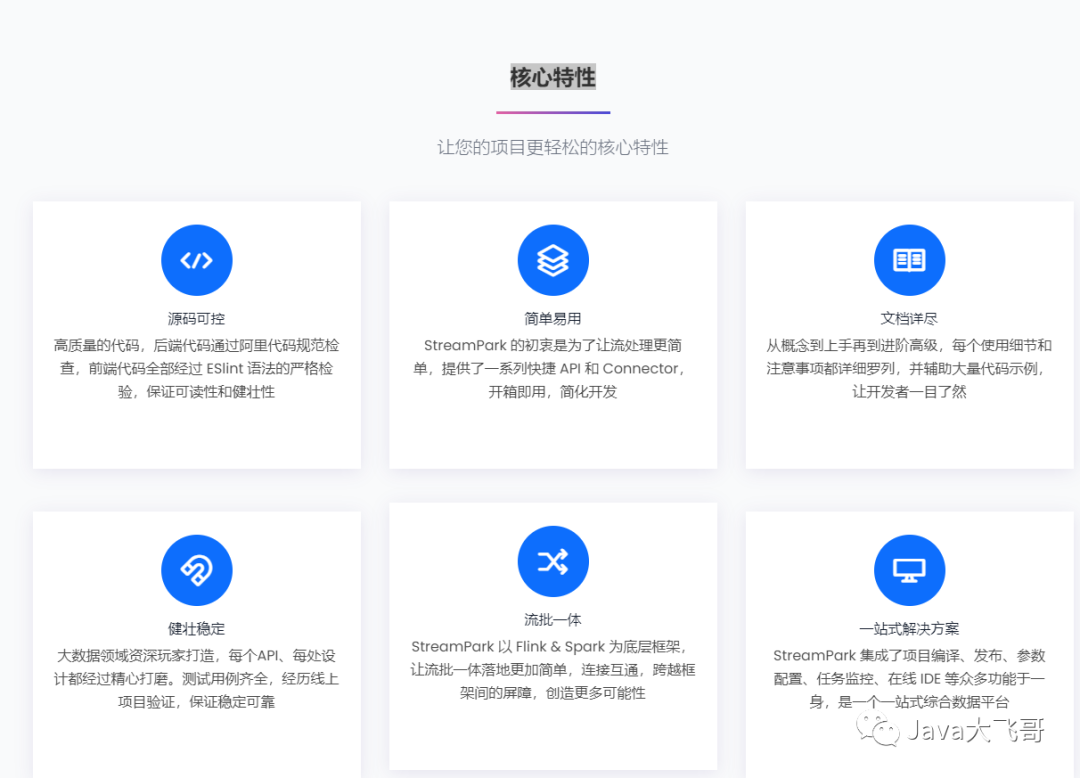 核心特性
让您的项目更轻松的核心特性
源码可控
高质量的代码，后端代码通过阿里代码规范检
查，前端代码全部经过 ESlint 语法的严格检
验，保证可读性和健壮性
简单易用
StreamPark 的初衷是为了让流处理更简
单，提供了一系列快捷 API 和 Connector，
开箱即用，简化开发
文档详尽
从概念到上手再到进阶高级，每个使用细节和
注意事项都详细罗列，并辅助大量代码示例，
让开发者一目了然
健壮稳定
大数据领域资深玩家打造，每个API、每处设
计都经过精心打磨。测试用例齐全，经历线上
项目验证，保证稳定可靠
流批一体
StreamPark 以 Flink & Spark 为底层框架，
让流批一体落地更加简单，连接互通，跨越框
架间的屏障，创造更多可能性
一站式解决方案
StreamPark 集成了项目编译、发布、参数
配置、任务监控、在线 IDE 等众多功能于一
身，是一个一站式综合数据平台
Java大飞哥